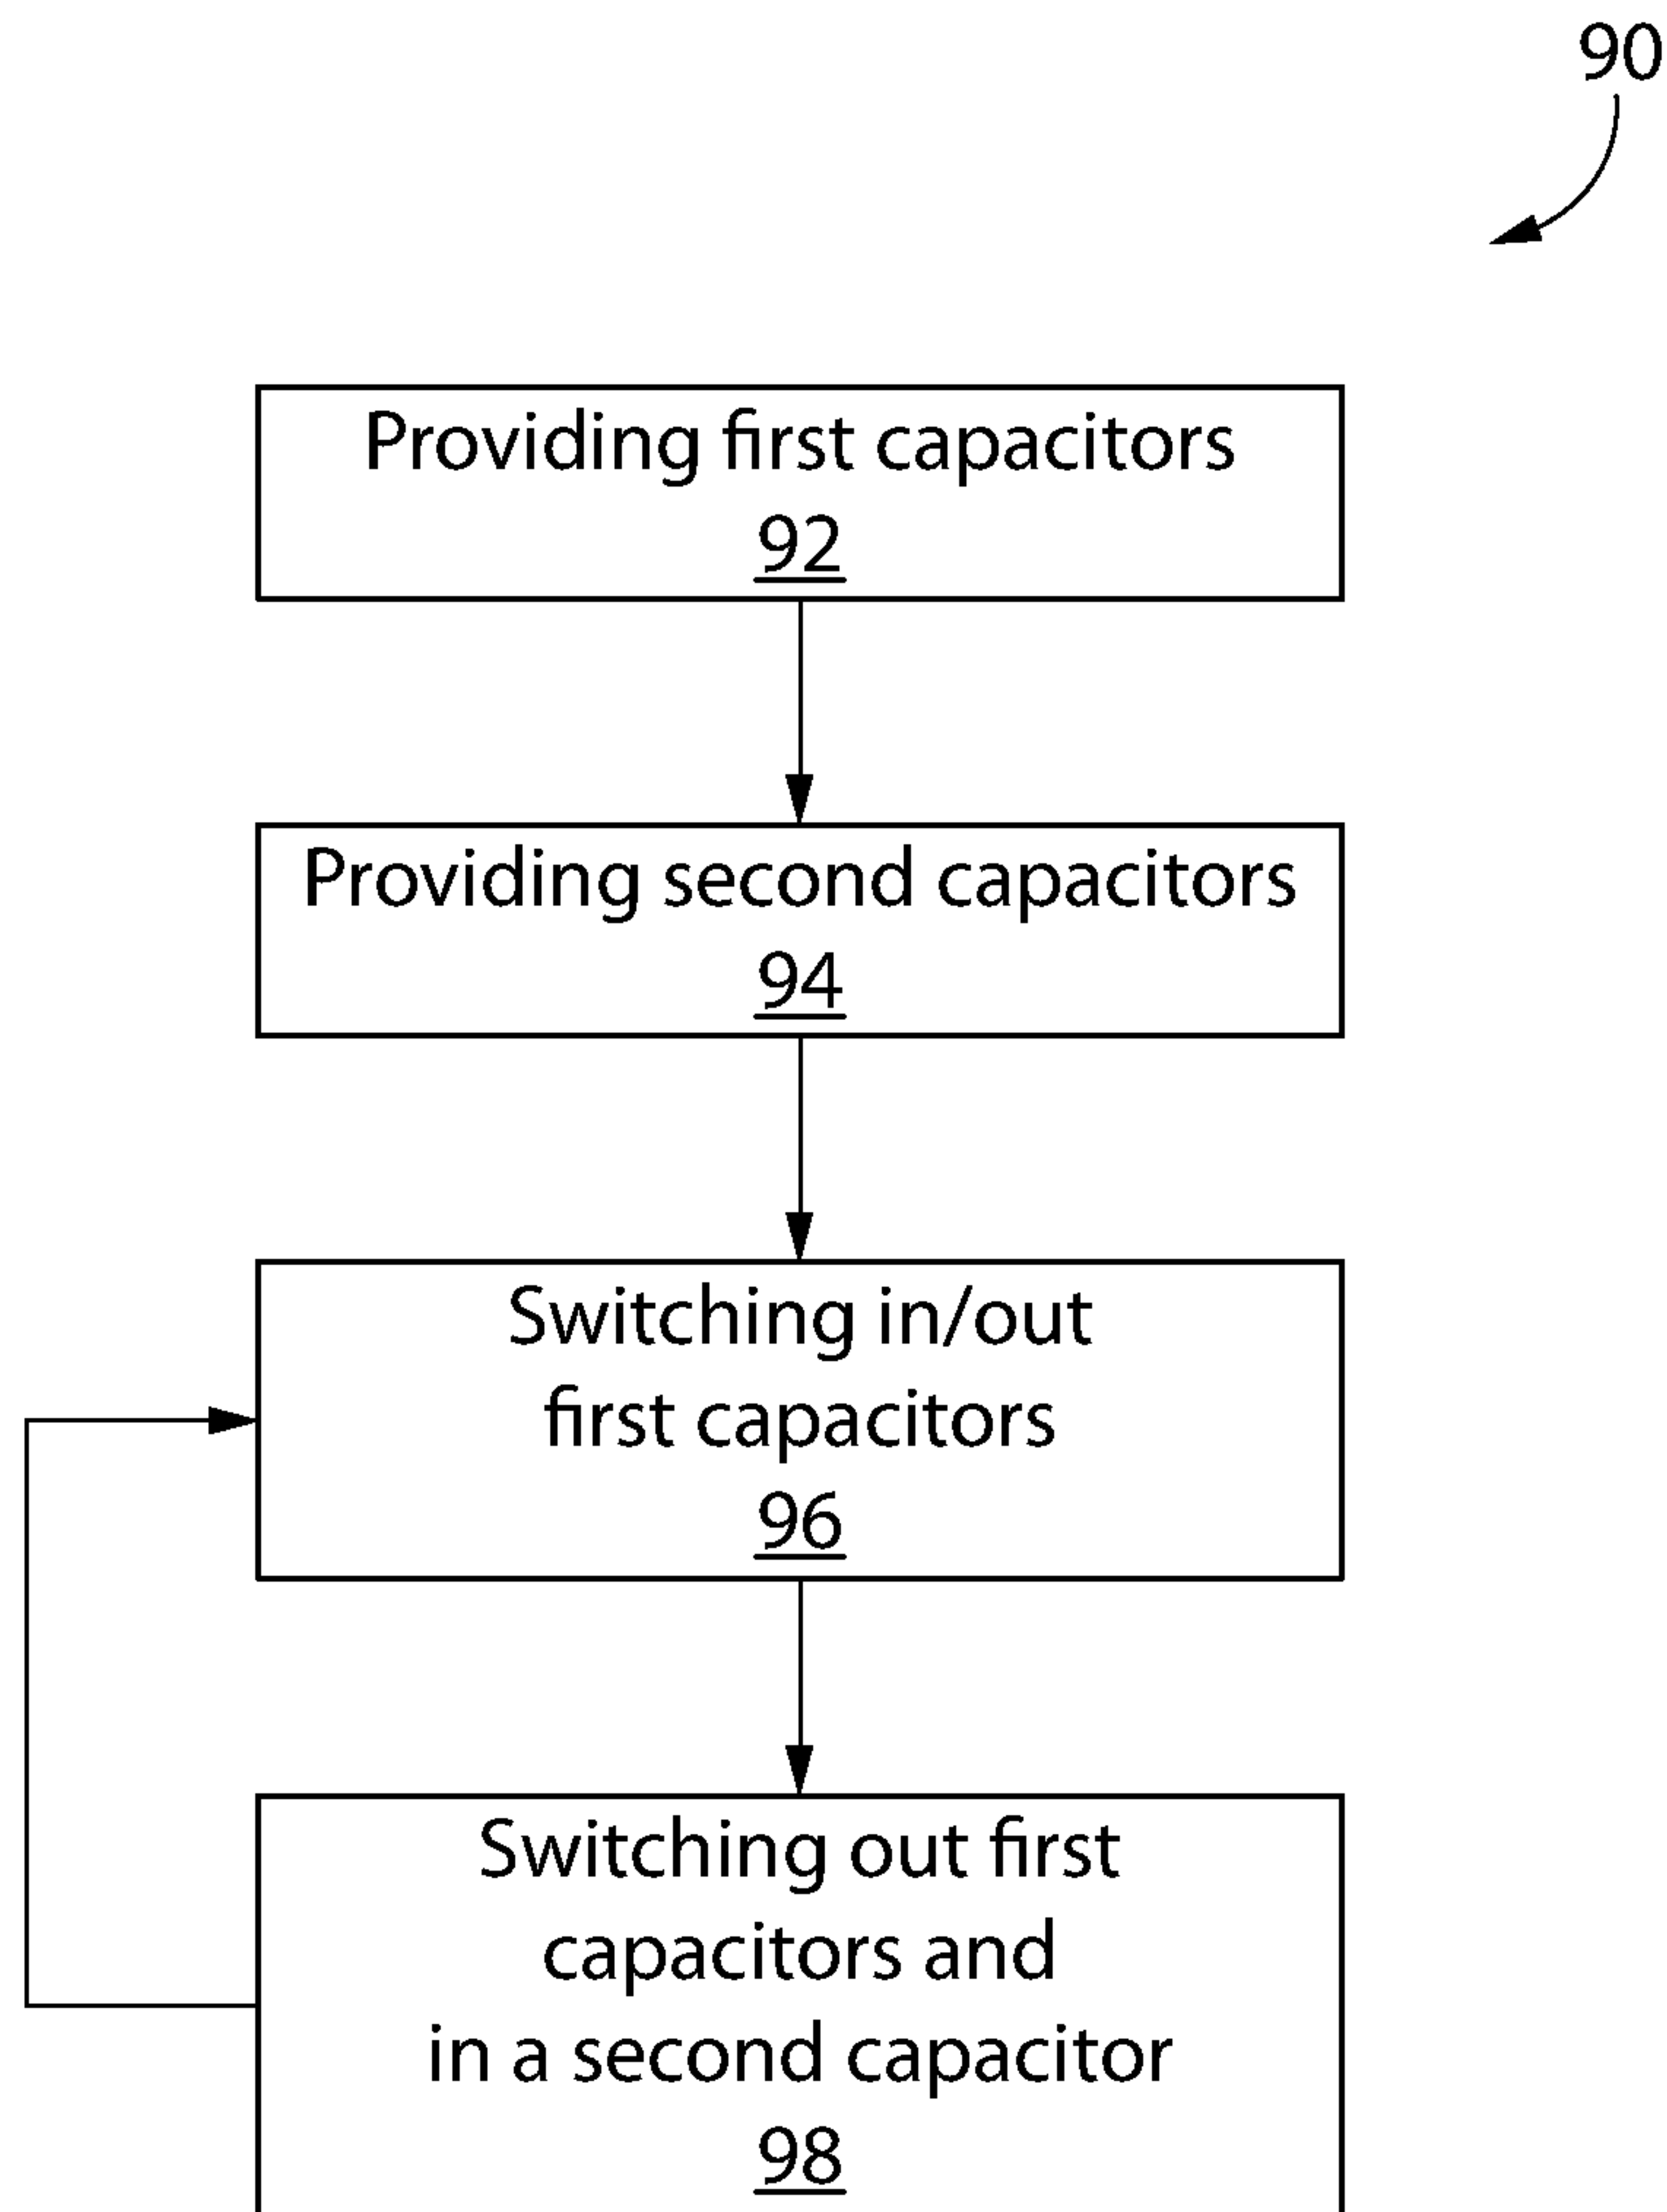 90
Providing first capacitors
92
Providing second capacitors
94
Switching in/out
first capacitors
96
Switching out first
capacitors and
in a second capacitor
98